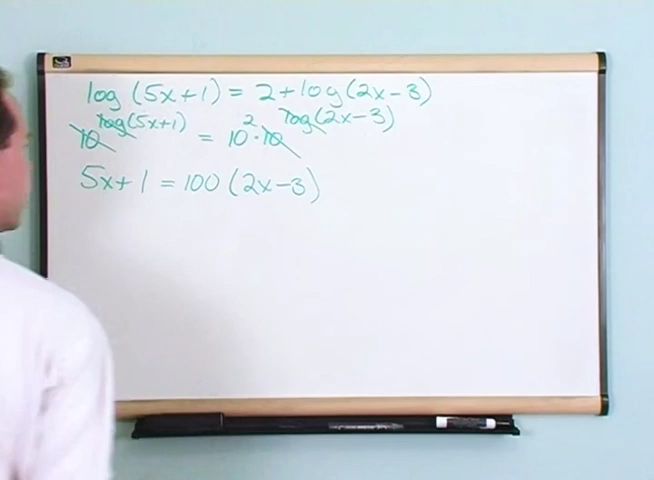 log (5x+1) = 2 + log(2x-3)
10^log(5x+1) = 10^2 · 10^log(2x-3)
5x+1 = 100 (2x-3)